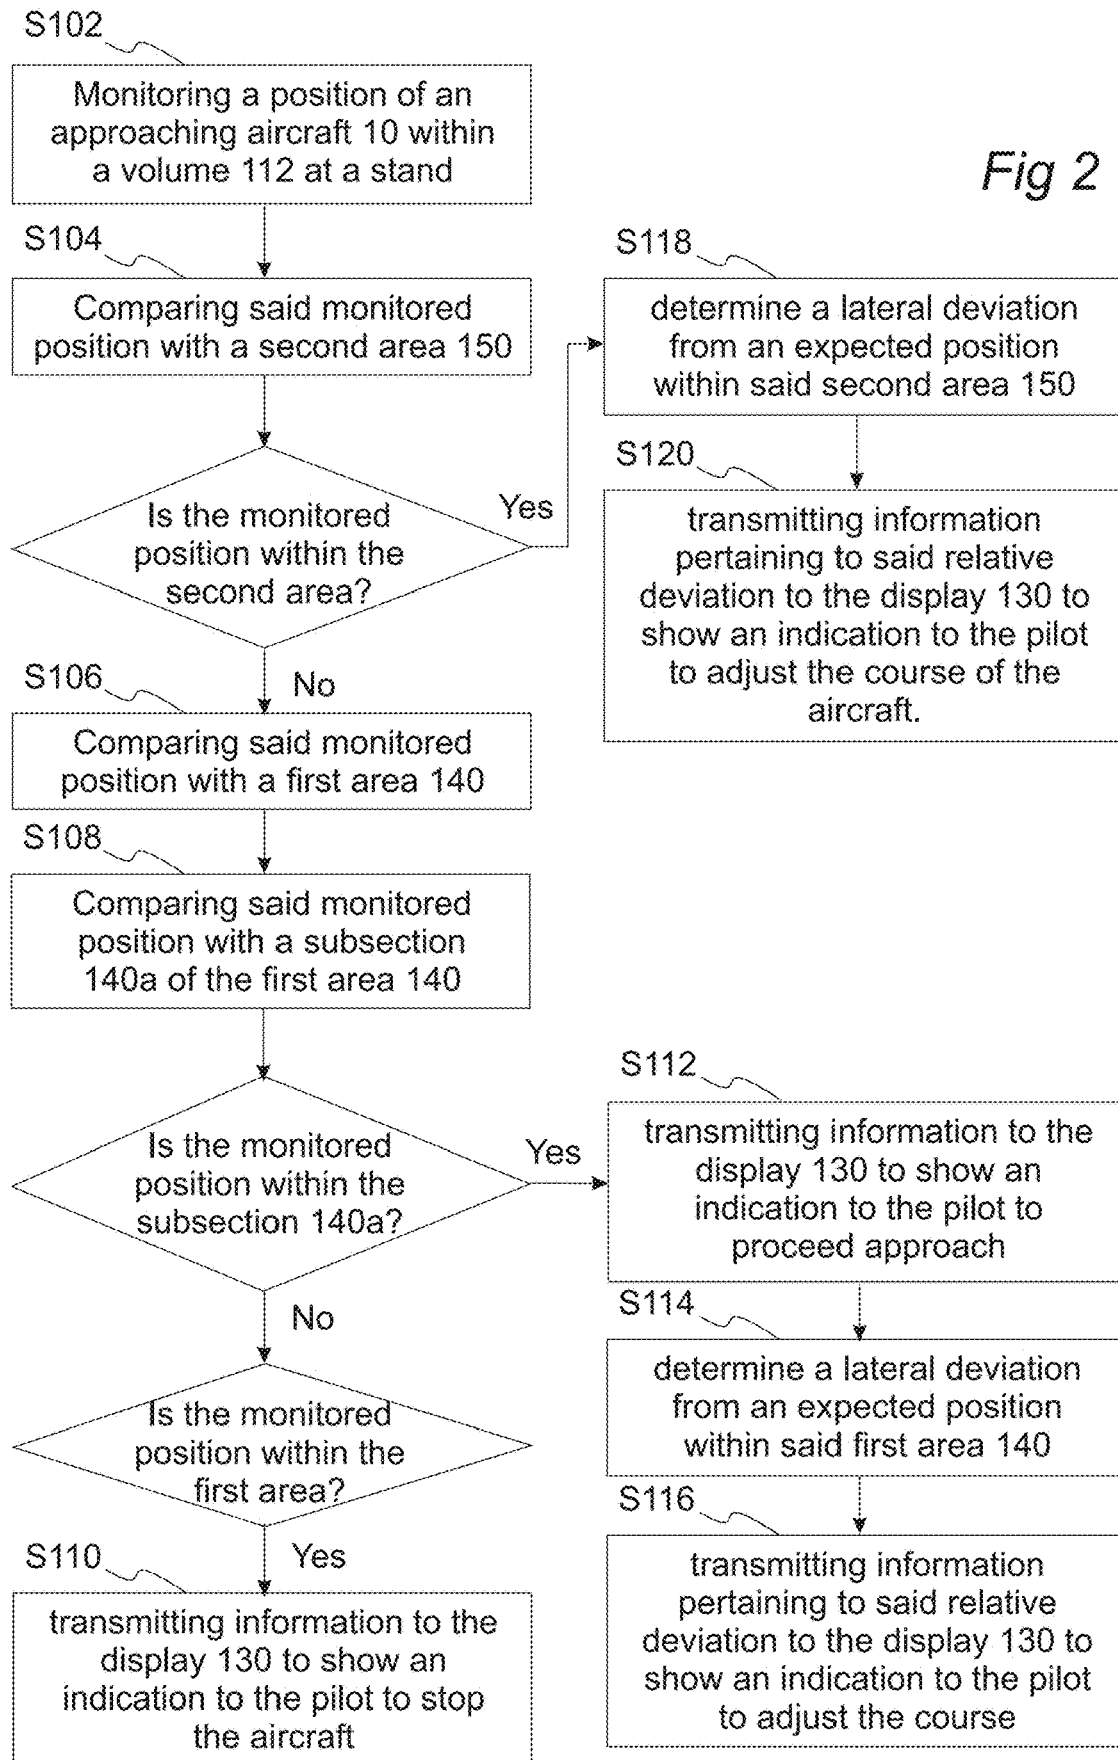 S102
Monitoring a position of an
approaching aircraft 10 within
a volume 112 at a stand
Fig 2
S104
Comparing said monitored
position with a second area 150
S118
determine a lateral deviation
from an expected position
within said second area 150
Is the monitored
position within the
second area?
Yes
No
S120
transmitting information
pertaining to said relative
deviation to the display 130 to
show an indication to the pilot
to adjust the course of the
aircraft.
S106
Comparing said monitored
position with a first area 140
S108
Comparing said monitored
position with a subsection
140a of the first area 140
Is the monitored
position within the
subsection 140a?
Yes
No
S112
transmitting information to the
display 130 to show an
indication to the pilot to
proceed approach
S114
determine a lateral deviation
from an expected position
within said first area 140
Is the monitored
position within the
first area?
Yes
S116
transmitting information
pertaining to said relative
deviation to the display 130 to
show an indication to the pilot
to adjust the course
S110
transmitting information to the
display 130 to show an
indication to the pilot to stop
the aircraft